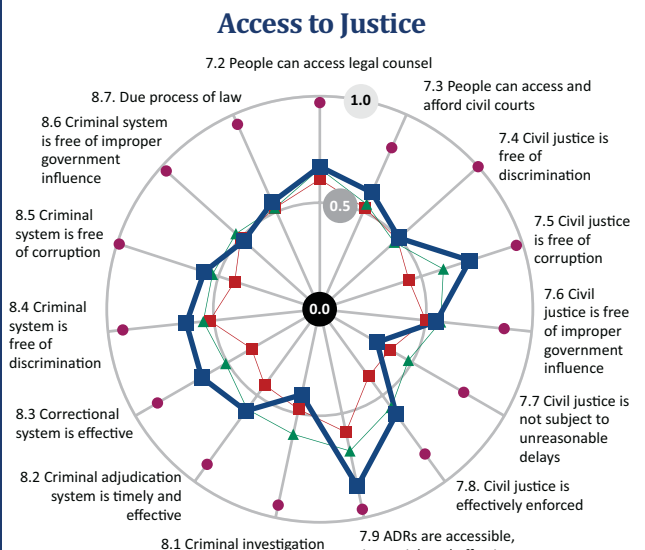 Access to Justice
7.2 People can access legal counsel
7.3 People can access and
afford civil courts
7.4 Civil justice is
free of
discrimination
7.5 Civil justice
is free of
corruption
7.6 Civil
justice is free
of improper
government
influence
7.7 Civil justice is
not subject to
unreasonable
delays
7.8. Civil justice is
effectively enforced
7.9 ADRs are accessible,
8.1 Criminal investigation
8.2 Criminal adjudication
system is timely and
effective
8.3 Correctional
system is effective
8.4 Criminal
system is
free of
discrimination
8.5 Criminal
system is free
of corruption
8.6 Criminal system
is free of improper
government
influence
8.7. Due process of law
1.0
0.5
0.0